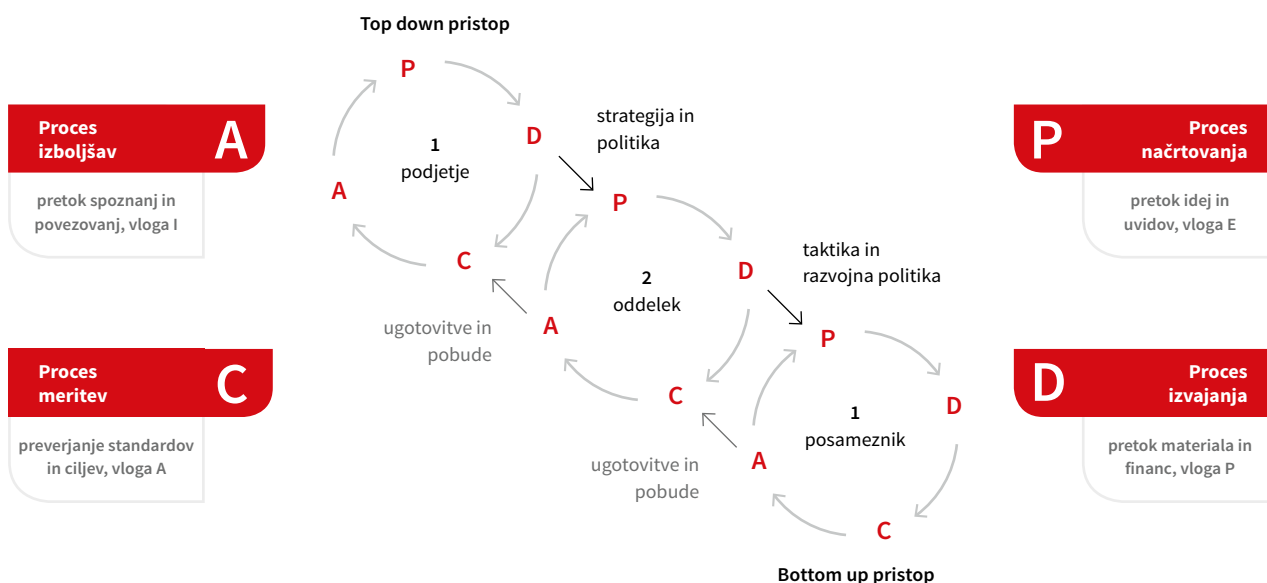 Top down pristop
P
D
1
podjetje
A
C
strategija in
politika
Proces
izboljšav
A
pretok spoznanj in
povezovanj, vloga I
P
Proces
načrtovanja
pretok idej in
uvidov, vloga E
P
D
2
oddelek
A
C
taktika in
razvojna politika
ugotovitve in
pobude
Proces
meritev
C
preverjanje standardov
in ciljev, vloga A
P
D
1
posameznik
A
C
ugotovitve in
pobude
D
Proces
izvajanja
pretok materiala in
financ, vloga P
Bottom up pristop